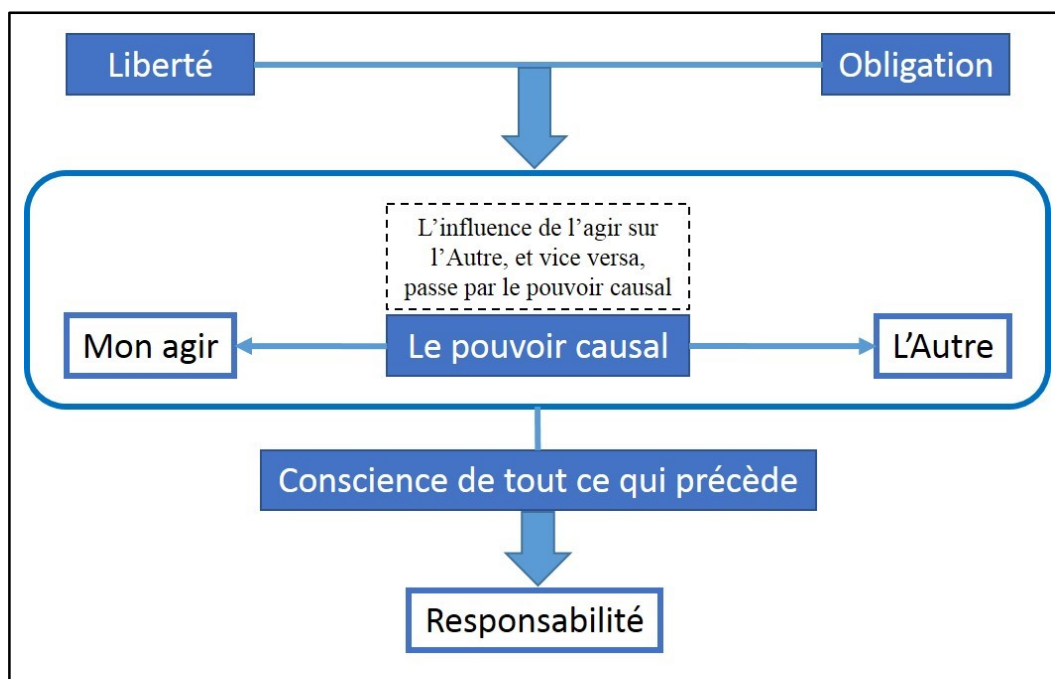 Liberté
Obligation
L’influence de l’agir sur
l’Autre, et vice versa,
passe par le pouvoir causal
Mon agir
Le pouvoir causal
L’Autre
Conscience de tout ce qui précède
Responsabilité